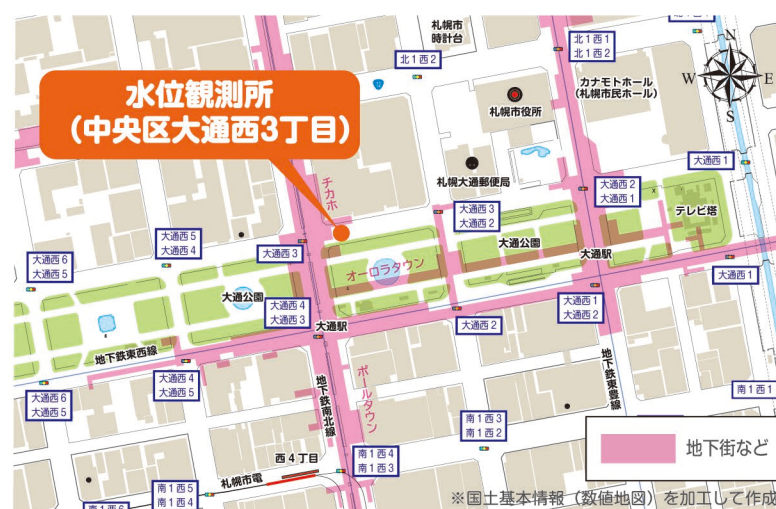 札幌市
時計台
北1西2
北1西1
北1西2
カナモトホール
(札幌市民ホール)
N
W
E
S
水位観測所
(中央区大通西3丁目)
札幌市役所
札幌大通郵便局
大通西1
チカホ
大通西2
大通西1
テレビ塔
大通西3
大通西2
大通公園
大通駅
大通西5
大通西4
大通西3
大通西6
大通西5
オーロラタウン
大通西1
大通公園
大通西4
大通西3
大通駅
大通西1
大通西2
大通西2
地下鉄東西線
大通西4
大通西5
大通西6
大通西5
地下鉄南北線
ポールタウン
地下鉄東豊線
南1西1
南1西3
南1西2
地下街など
西4丁目
南1西4
南1西3
札幌市電
南1西5
南1西4
南1西6
※国土基本情報(数値地図)を加工して作成